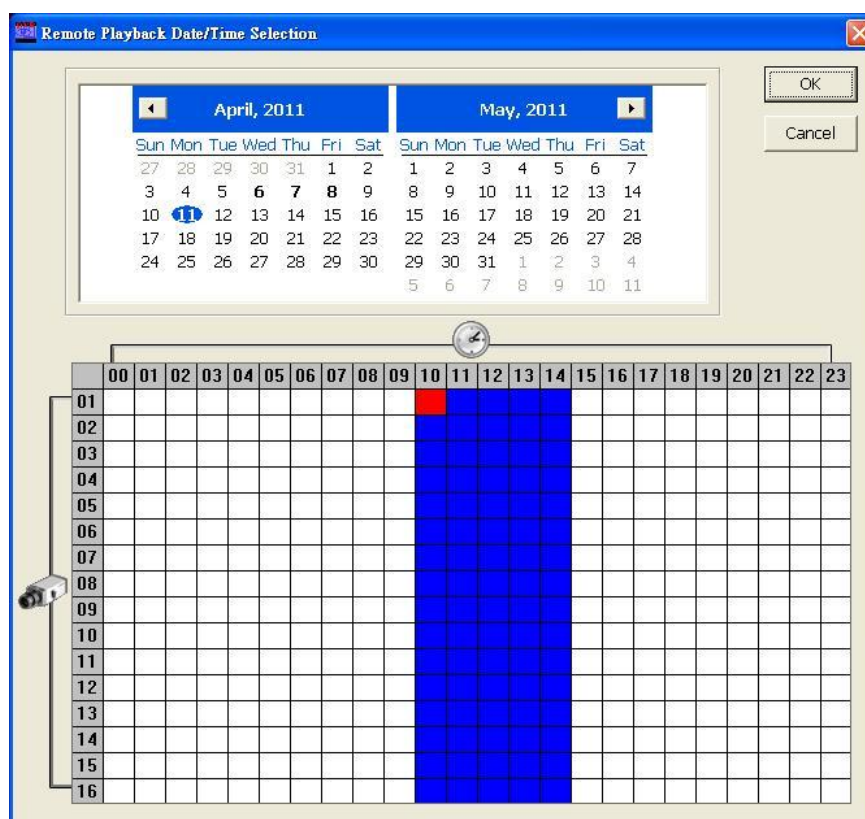 Remote Playback Date/Time Selection
OK
Cancel
April, 2011
Sun Mon Tue Wed Thu Fri Sat
27 28 29 30 31 1 2
3 4 5 6 7 8 9
10 11 12 13 14 15 16
17 18 19 20 21 22 23
24 25 26 27 28 29 30
May, 2011
Sun Mon Tue Wed Thu Fri Sat
1 2 3 4 5 6 7
8 9 10 11 12 13 14
15 16 17 18 19 20 21
22 23 24 25 26 27 28
29 30 31 1 2 3 4
5 6 7 8 9 10 11
00 01 02 03 04 05 06 07 08 09 10 11 12 13 14 15 16 17 18 19 20 21 22 23
01
02
03
04
05
06
07
08
09
10
11
12
13
14
15
16